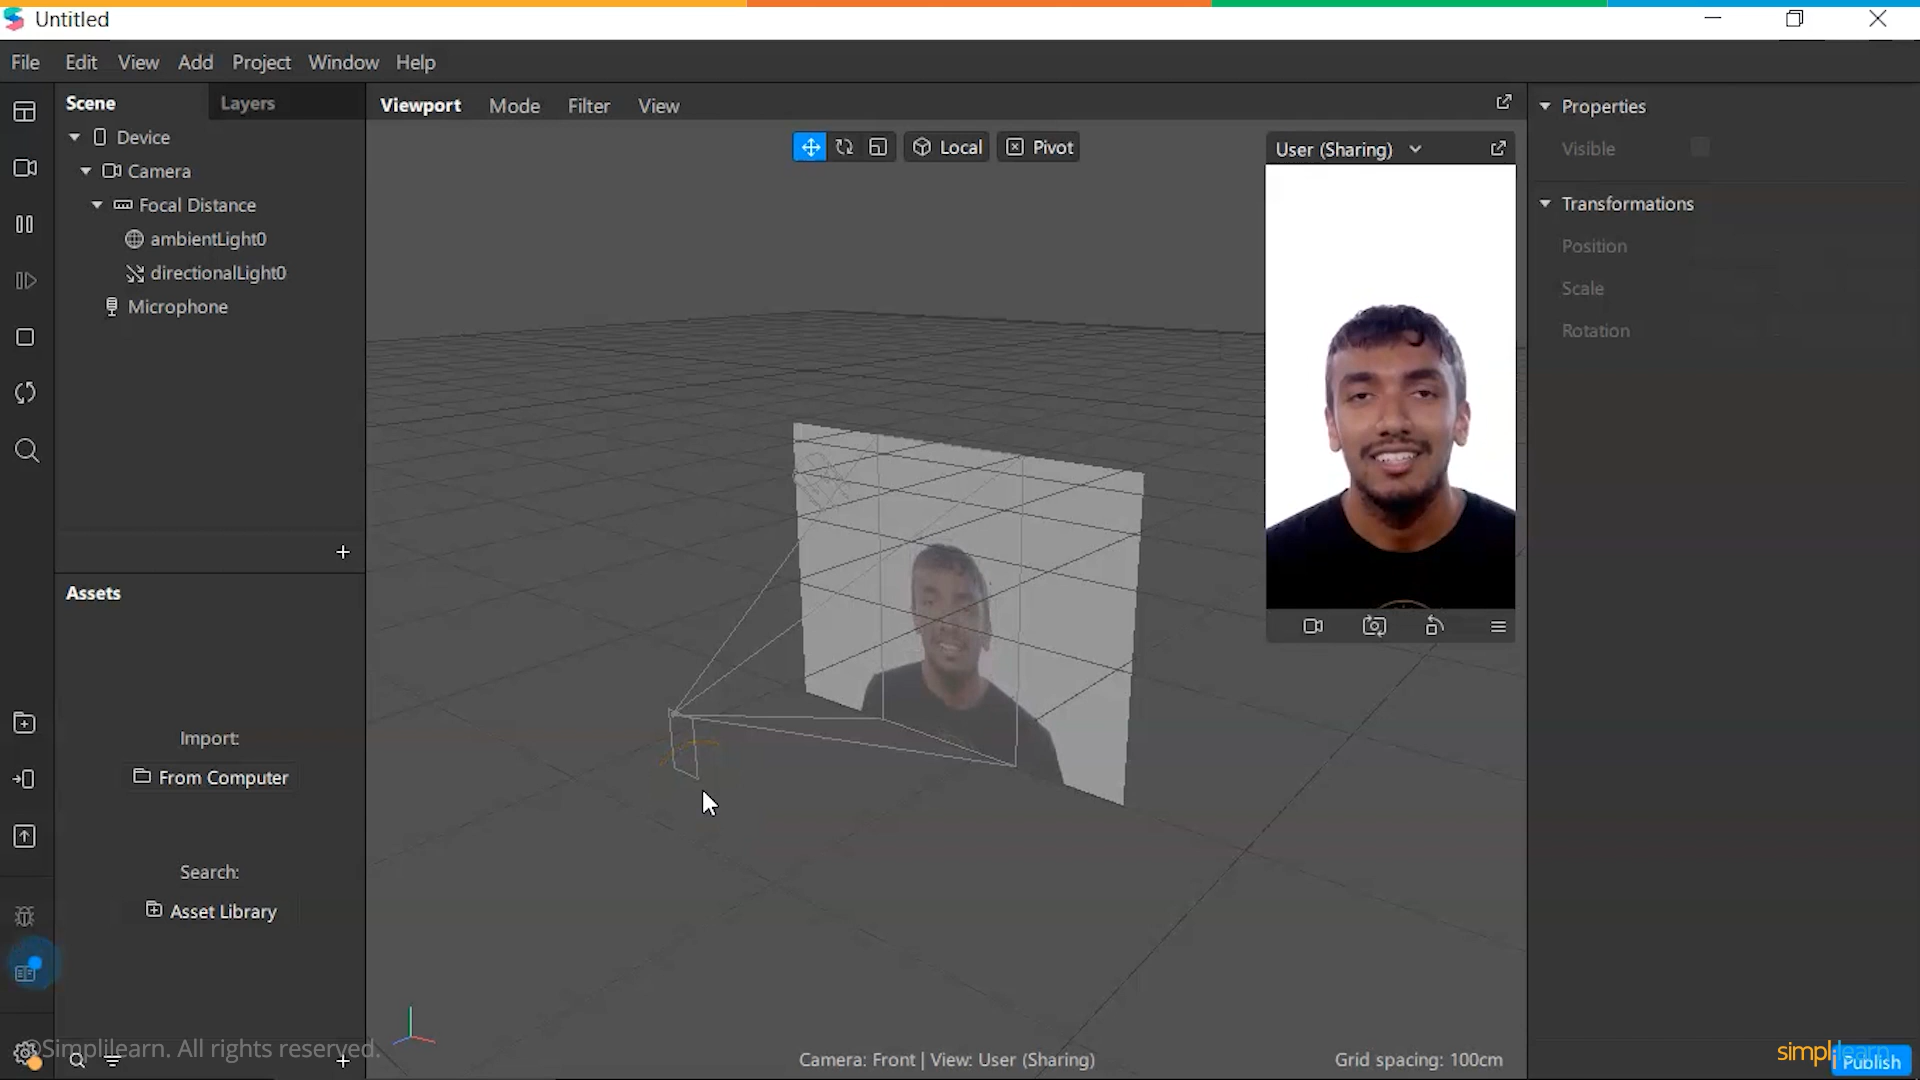 Untitled
File Edit View Add Project Window Help
Scene Layers
Device
Camera
Focal Distance
ambientLight0
directionalLight0
Microphone
Assets
Import:
From Computer
Search:
Asset Library
Viewport Mode Filter View
Local Pivot
User (Sharing)
Camera: Front | View: User (Sharing)
Grid spacing: 100cm
Properties
Visible
Transformations
Position
Scale
Rotation
©Simplilearn. All rights reserved.
simplilearn
Publish